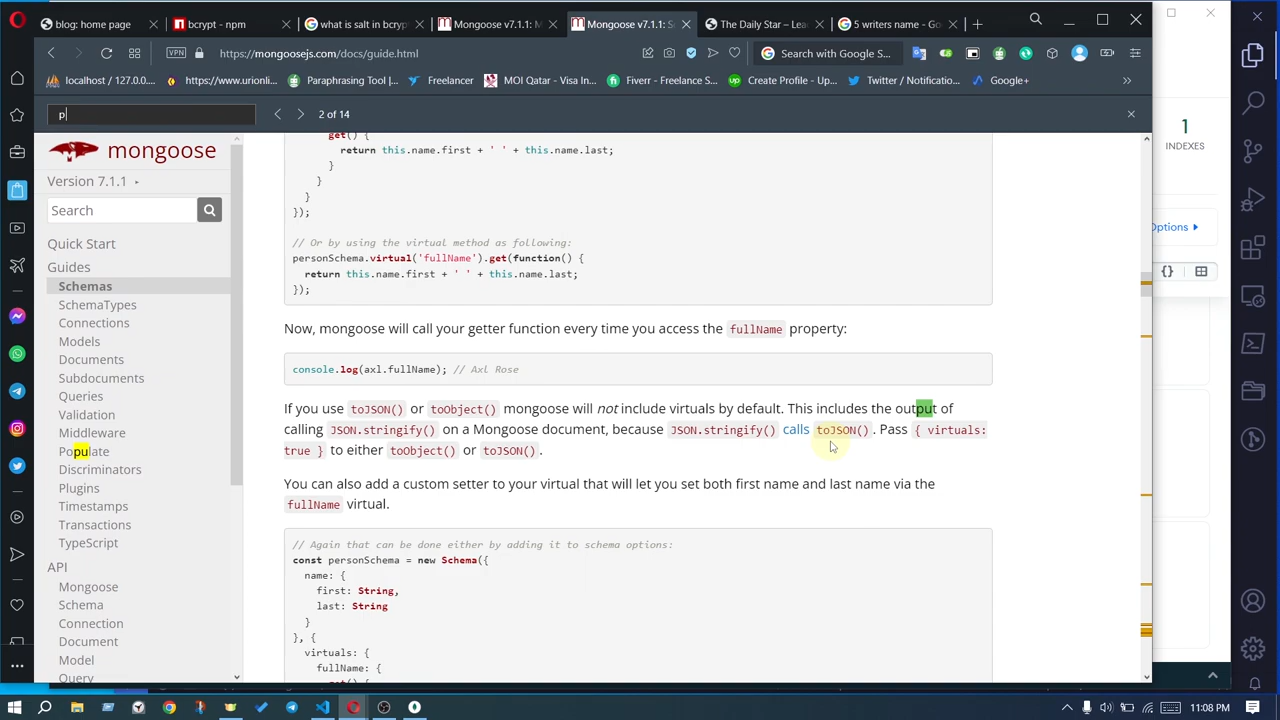 blog: home page
bcrypt - npm
what is salt in bcryp
Mongoose v7.1.1: M
Mongoose v7.1.1: S
The Daily Star – Lea
5 writers name - Go
VPN
https://mongoosejs.com/docs/guide.html
Search with Google S
localhost / 127.0.0....
https://www.urionli...
Paraphrasing Tool |...
Freelancer
MOI Qatar - Visa In...
Fiverr - Freelance S...
Create Profile - Up...
Twitter / Notificatio...
Google+
p
2 of 14
mongoose
Version 7.1.1
Search
Quick Start
Guides
Schemas
SchemaTypes
Connections
Models
Documents
Subdocuments
Queries
Validation
Middleware
Populate
Discriminators
Plugins
Timestamps
Transactions
TypeScript
API
Mongoose
Schema
Connection
Document
Model
Query
get() {
return this.name.first + ' ' + this.name.last;
}
}
}
});
// Or by using the virtual method as following:
personSchema.virtual('fullName').get(function() {
return this.name.first + ' ' + this.name.last;
});
Now, mongoose will call your getter function every time you access the fullName property:
console.log(axl.fullName); // Axl Rose
If you use toJSON() or toObject() mongoose will not include virtuals by default. This includes the output of
calling JSON.stringify() on a Mongoose document, because JSON.stringify() calls toJSON(). Pass { virtuals:
true } to either toObject() or toJSON().
You can also add a custom setter to your virtual that will let you set both first name and last name via the
fullName virtual.
// Again that can be done either by adding it to schema options:
const personSchema = new Schema({
name: {
first: String,
last: String
}
}, {
virtuals: {
fullName: {
1
INDEXES
Options
{}
11:08 PM